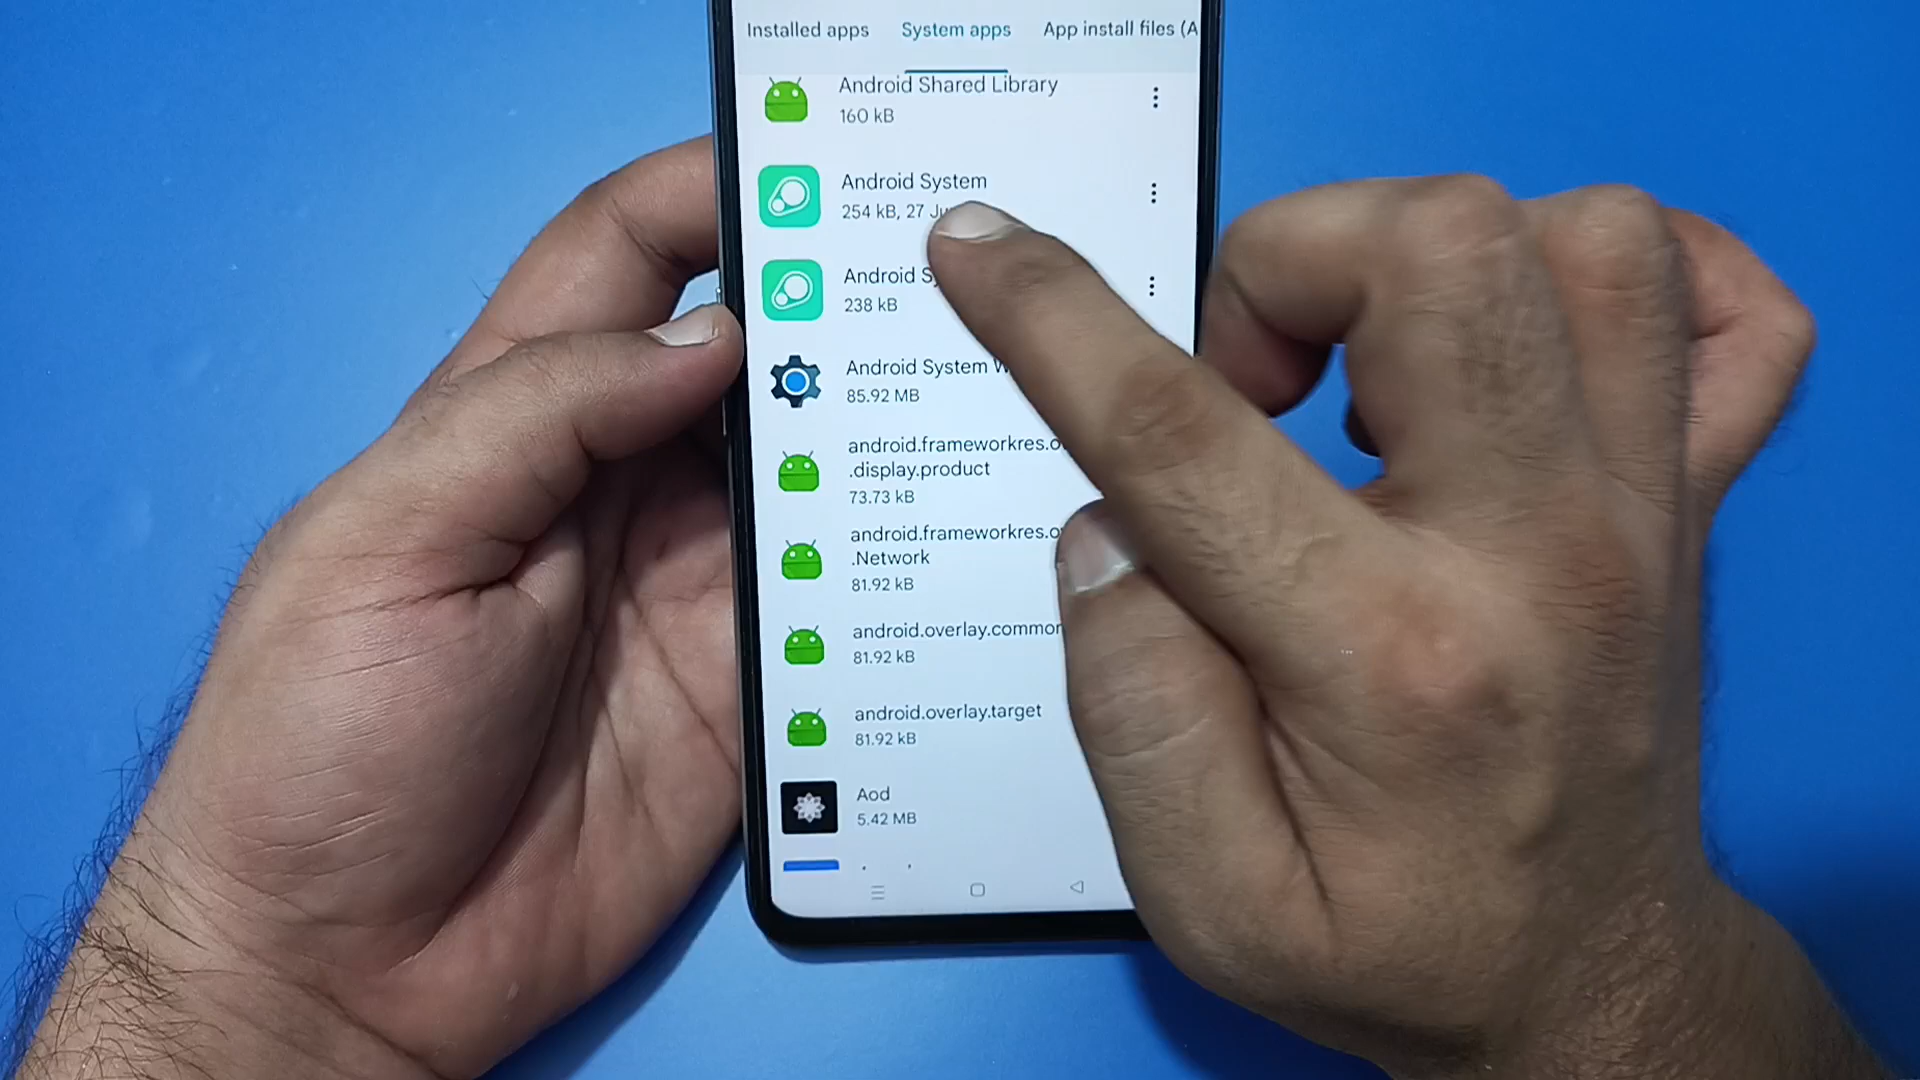 Installed apps System apps App install files (A
Android Shared Library
160 kB
Android System
254 kB, 27
Android
238 kB
Android System
85.92 MB
android.frameworkres.o
.display.product
73.73 kB
android.frameworkres.o
.Network
81.92 kB
android.overlay.common
81.92 kB
android.overlay.target
81.92 kB
Aod
5.42 MB